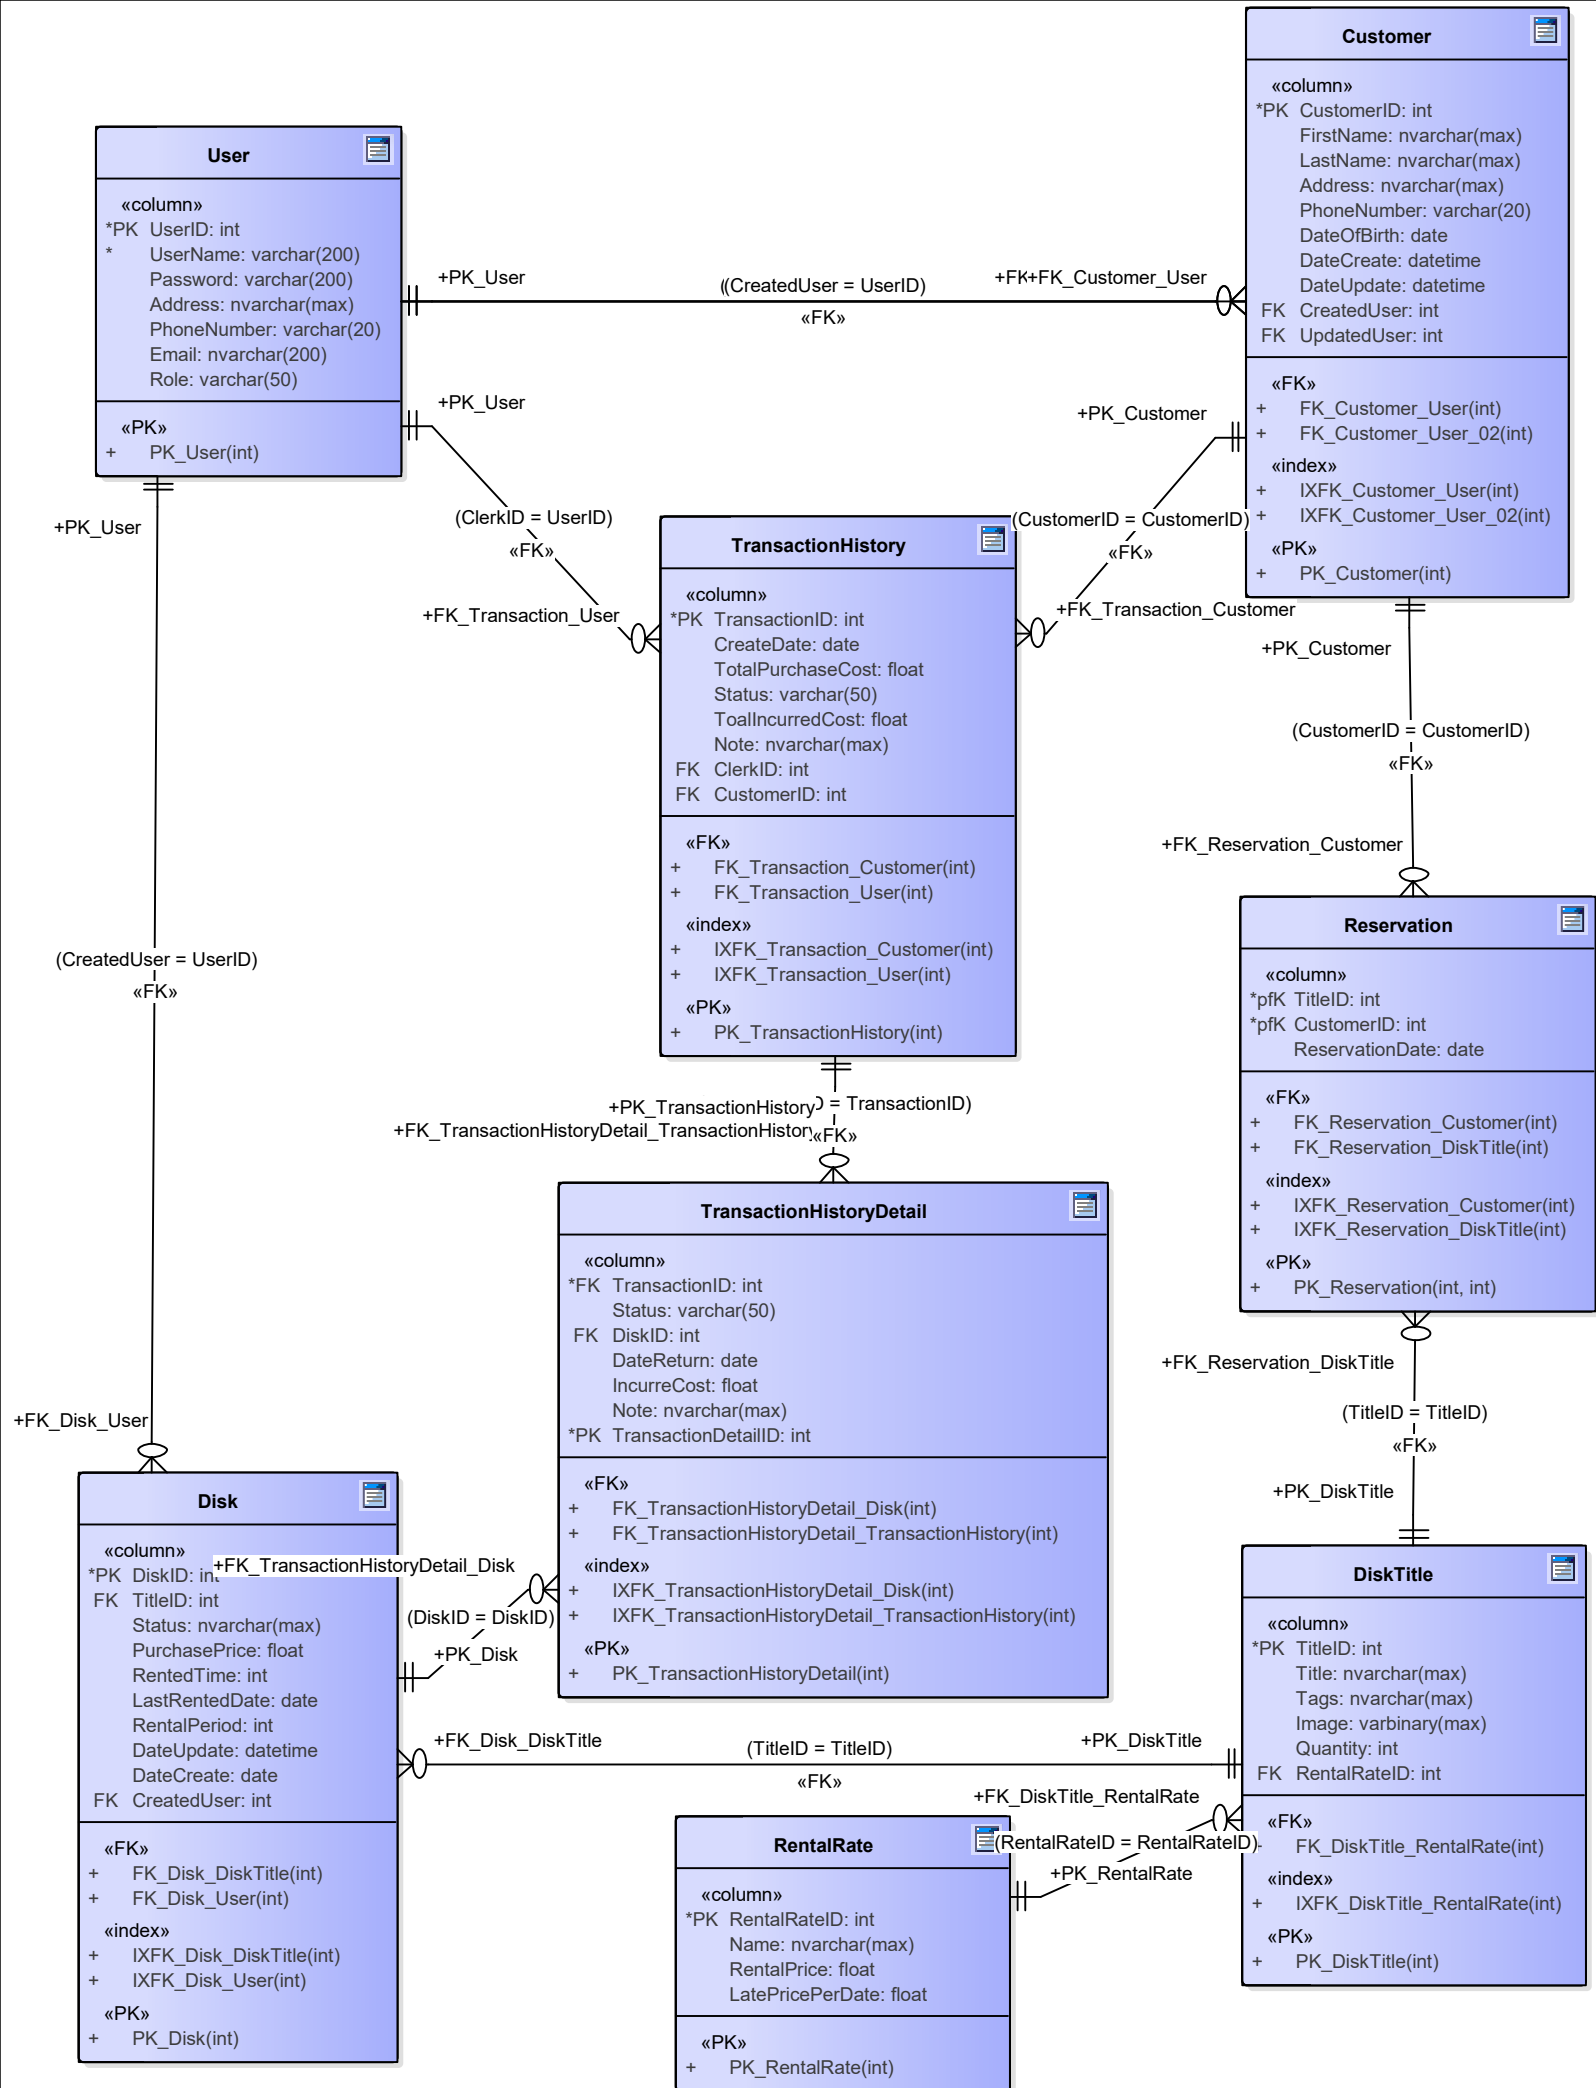 Customer
«column»
*PK CustomerID: int
FirstName: nvarchar(max)
LastName: nvarchar(max)
Address: nvarchar(max)
PhoneNumber: varchar(20)
DateOfBirth: date
DateCreate: datetime
DateUpdate: datetime
FK CreatedUser: int
FK UpdatedUser: int
«FK»
+ FK_Customer_User(int)
+ FK_Customer_User_02(int)
«index»
+ IXFK_Customer_User(int)
+ IXFK_Customer_User_02(int)
«PK»
+ PK_Customer(int)
User
«column»
*PK UserID: int
* UserName: varchar(200)
Password: varchar(200)
Address: nvarchar(max)
PhoneNumber: varchar(20)
Email: nvarchar(200)
Role: varchar(50)
«PK»
+ PK_User(int)
+PK_User
((CreatedUser = UserID)
«FK»
+FK+FK_Customer_User
+PK_User
(ClerkID = UserID)
«FK»
+FK_Transaction_User
+PK_Customer
(CustomerID = CustomerID)
«FK»
+FK_Transaction_Customer
+PK_User
(CreatedUser = UserID)
«FK»
+FK_Disk_User
TransactionHistory
«column»
*PK TransactionID: int
CreateDate: date
TotalPurchaseCost: float
Status: varchar(50)
ToalIncurredCost: float
Note: nvarchar(max)
FK ClerkID: int
FK CustomerID: int
«FK»
+ FK_Transaction_Customer(int)
+ FK_Transaction_User(int)
«index»
+ IXFK_Transaction_Customer(int)
+ IXFK_Transaction_User(int)
«PK»
+ PK_TransactionHistory(int)
+PK_Customer
(CustomerID = CustomerID)
«FK»
+FK_Reservation_Customer
Reservation
«column»
*pfK TitleID: int
*pfK CustomerID: int
ReservationDate: date
«FK»
+ FK_Reservation_Customer(int)
+ FK_Reservation_DiskTitle(int)
«index»
+ IXFK_Reservation_Customer(int)
+ IXFK_Reservation_DiskTitle(int)
«PK»
+ PK_Reservation(int, int)
+PK_TransactionHistory
= TransactionID)
+FK_TransactionHistoryDetail_TransactionHistory
«FK»
TransactionHistoryDetail
«column»
*FK TransactionID: int
Status: varchar(50)
FK DiskID: int
DateReturn: date
IncurreCost: float
Note: nvarchar(max)
*PK TransactionDetailID: int
«FK»
+ FK_TransactionHistoryDetail_Disk(int)
+ FK_TransactionHistoryDetail_TransactionHistory(int)
«index»
+ IXFK_TransactionHistoryDetail_Disk(int)
+ IXFK_TransactionHistoryDetail_TransactionHistory(int)
«PK»
+ PK_TransactionHistoryDetail(int)
+FK_Reservation_DiskTitle
(TitleID = TitleID)
«FK»
+PK_DiskTitle
Disk
«column»
*PK DiskID: int
FK TitleID: int
Status: nvarchar(max)
PurchasePrice: float
RentedTime: int
LastRentedDate: date
RentalPeriod: int
DateUpdate: datetime
DateCreate: date
FK CreatedUser: int
«FK»
+ FK_Disk_DiskTitle(int)
+ FK_Disk_User(int)
«index»
+ IXFK_Disk_DiskTitle(int)
+ IXFK_Disk_User(int)
«PK»
+ PK_Disk(int)
+FK_TransactionHistoryDetail_Disk
(DiskID = DiskID)
+PK_Disk
+FK_Disk_DiskTitle
(TitleID = TitleID)
«FK»
+PK_DiskTitle
DiskTitle
«column»
*PK TitleID: int
Title: nvarchar(max)
Tags: nvarchar(max)
Image: varbinary(max)
Quantity: int
FK RentalRateID: int
«FK»
+ FK_DiskTitle_RentalRate(int)
«index»
+ IXFK_DiskTitle_RentalRate(int)
«PK»
+ PK_DiskTitle(int)
+FK_DiskTitle_RentalRate
(RentalRateID = RentalRateID)
+PK_RentalRate
RentalRate
«column»
*PK RentalRateID: int
Name: nvarchar(max)
RentalPrice: float
LatePricePerDate: float
«PK»
+ PK_RentalRate(int)